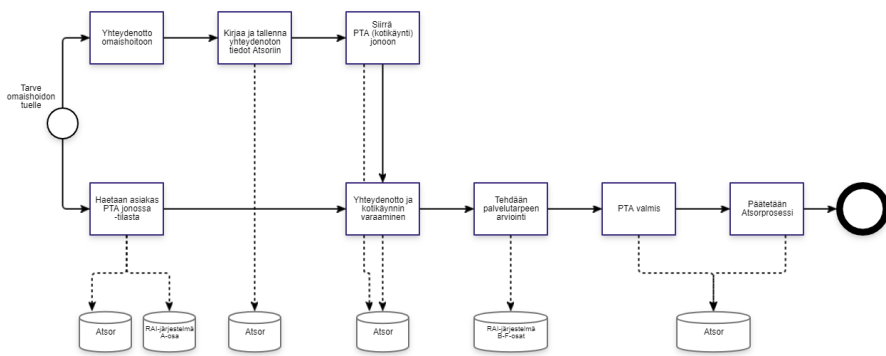 Yhteydenotto
omaishoitoon
Kirjaa ja tallenna
yhteydenoton
tiedot Atsoriin
Siirrä
PTA (kotikäynti)
jonoon
Tarve
omaishoidon
tuelle
Haetaan asiakas
PTA jonossa
-tilasta
Yhteydenotto ja
kotikäynnin
varaaminen
Tehdään
palvelutarpeen
arviointi
PTA valmis
Päätetään
Atsorprosessi
Atsor
RAI-järjestelmä
A-osa
Atsor
Atsor
RAI-järjestelmä
B-F-osat
Atsor